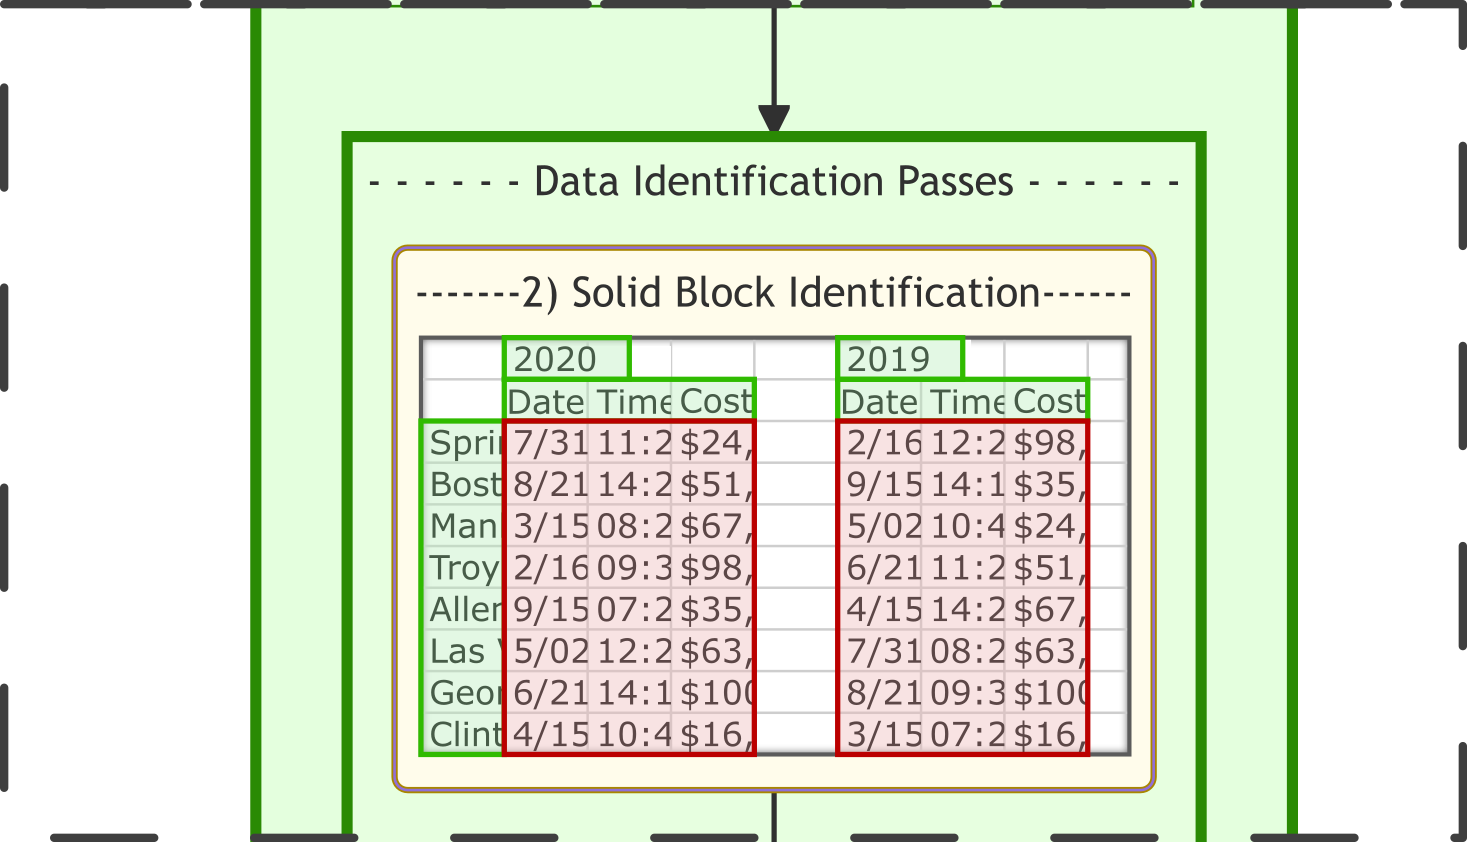 - - - - - - Data Identification Passes - - - - - -
-------2) Solid Block Identification------
2020 2019
Date Time Cost Date Time Cost
Sprin 7/31 11:2 $24, 2/16 12:2 $98,
Bost 8/21 14:2 $51, 9/15 14:1 $35,
Man 3/15 08:2 $67, 5/02 10:4 $24,
Troy 2/16 09:3 $98, 6/21 11:2 $51,
Aller 9/15 07:2 $35, 4/15 14:2 $67,
Las 5/02 12:2 $63, 7/31 08:2 $63,
Geor 6/21 14:1 $100 8/21 09:3 $100
Clint 4/15 10:4 $16, 3/15 07:2 $16,